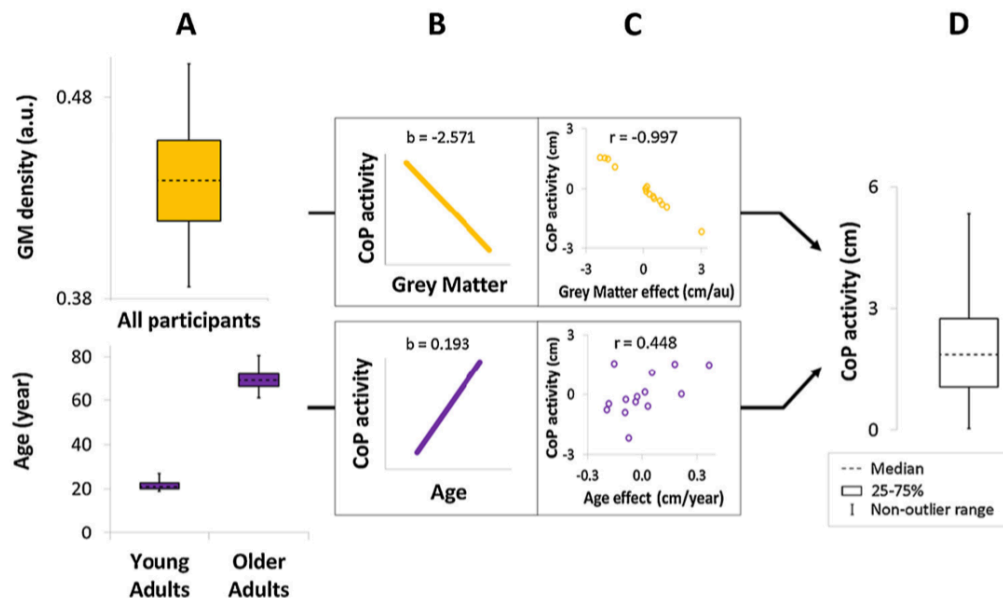 A
B
C
D
GM density (a.u.)
0.48
0.38
All participants
Age (year)
80
60
40
20
0
Young
Adults
Older
Adults
b = -2.571
CoP activity
Grey Matter
r = -0.997
CoP activity (cm)
3
0
-3
-3
0
3
Grey Matter effect (cm/au)
b = 0.193
CoP activity
Age
r = 0.448
CoP activity (cm)
3
0
-3
-0.3
0.0
0.3
Age effect (cm/year)
CoP activity (cm)
6
3
0
Median
25-75%
Non-outlier range